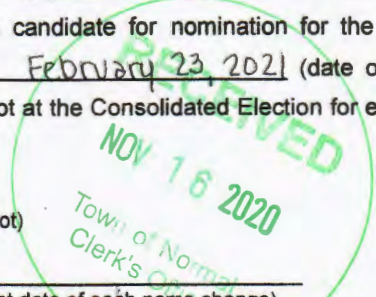 candidate for nomination for the
February 23, 2021 (date o
ot at the Consolidated Election for e
RECEIVED
NOV 16 2020
Town of Normal
Clerk's Office
ot)
t date of each name change)